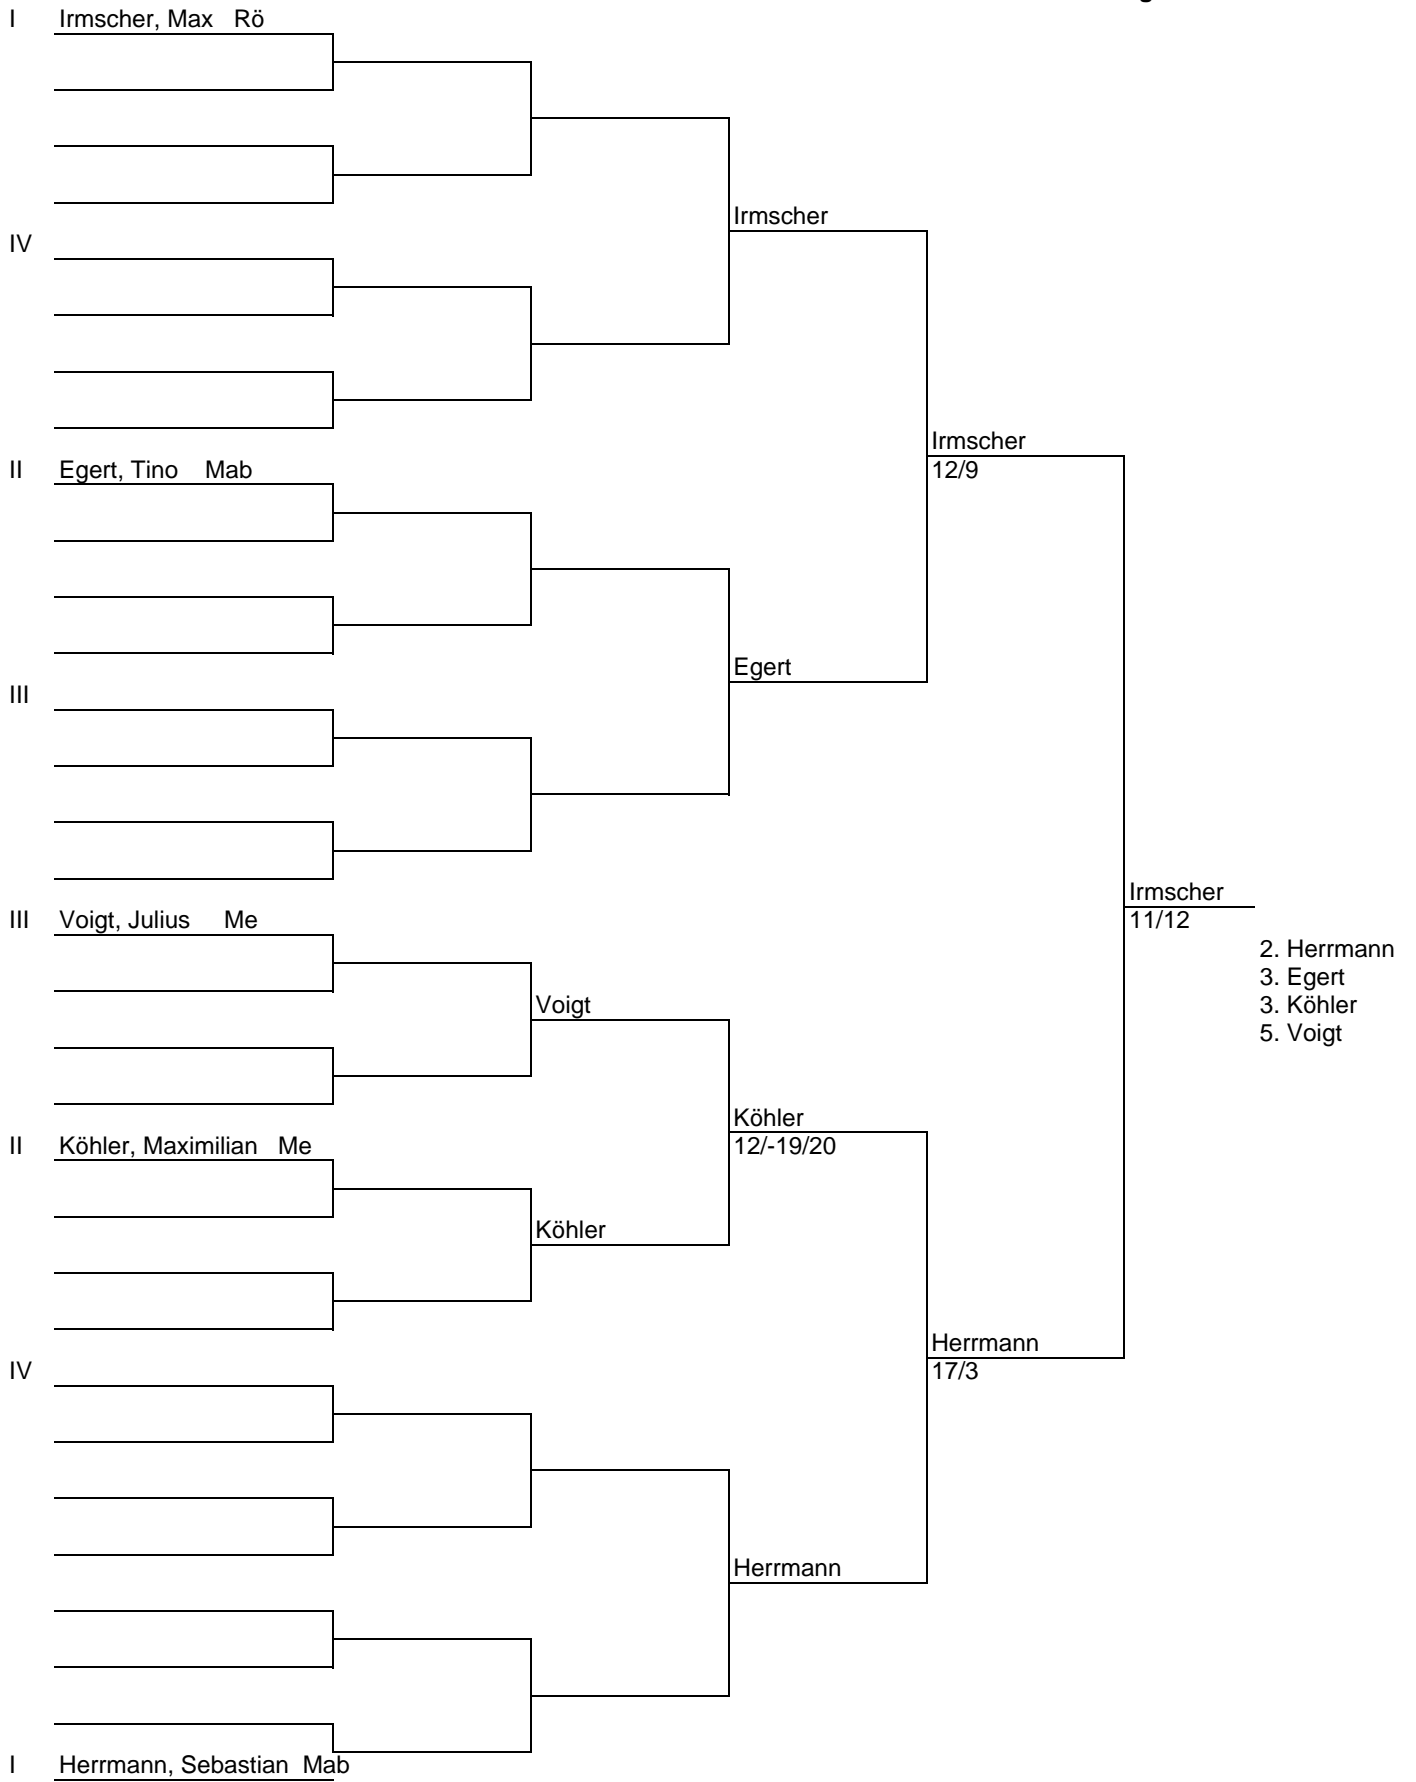 I Irmscher, Max Rö
Irmscher
IV
Irmscher
12/9
II Egert, Tino Mab
Egert
III
Irmscher
11/12
III Voigt, Julius Me
2. Herrmann
3. Egert
3. Köhler
5. Voigt
Voigt
Köhler
12/-19/20
II Köhler, Maximilian Me
Köhler
Herrmann
17/3
IV
Herrmann
I Herrmann, Sebastian Mab